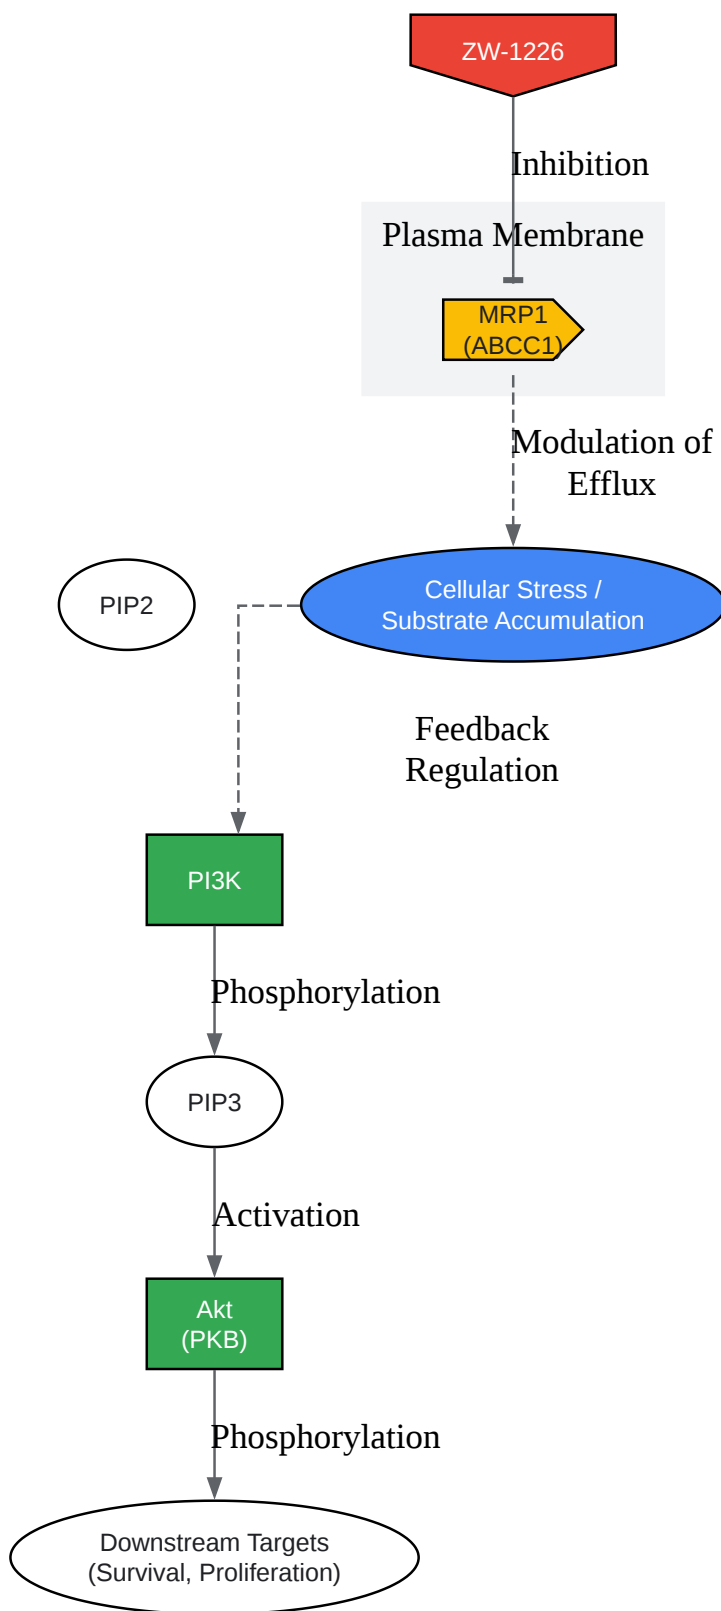 ZW-1226
Inhibition
Plasma Membrane
MRP1
(ABCC1)
Modulation of
Efflux
Cellular Stress /
Substrate Accumulation
PIP2
Feedback
Regulation
PI3K
Phosphorylation
PIP3
Activation
Akt
(PKB)
Phosphorylation
Downstream Targets
(Survival, Proliferation)